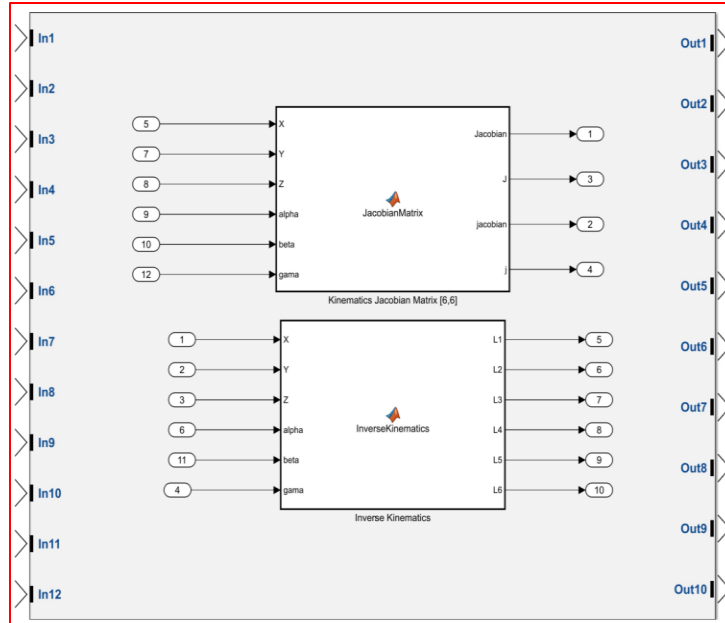 In1
In2
In3
In4
In5
In6
In7
In8
In9
In10
In11
In12
5
7
8
9
10
12
X
Y
Z
alpha
beta
gama
JacobianMatrix
Jacobian
J
jacobian
j
1
3
2
4
Kinematics Jacobian Matrix [6,6]
1
2
3
6
11
4
X
Y
Z
alpha
beta
gama
InverseKinematics
L1
L2
L3
L4
L5
L6
5
6
7
8
9
10
Inverse Kinematics
Out1
Out2
Out3
Out4
Out5
Out6
Out7
Out8
Out9
Out10